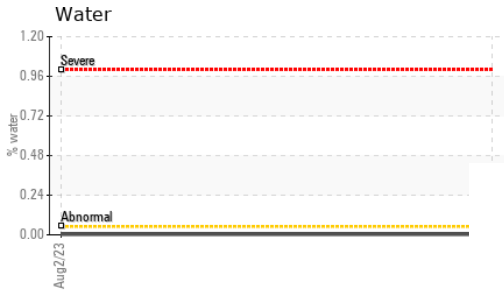 Water
1.20
Severe
0.96
0.72
% water
0.48
0.24
Abnormal
0.00
Aug2/23